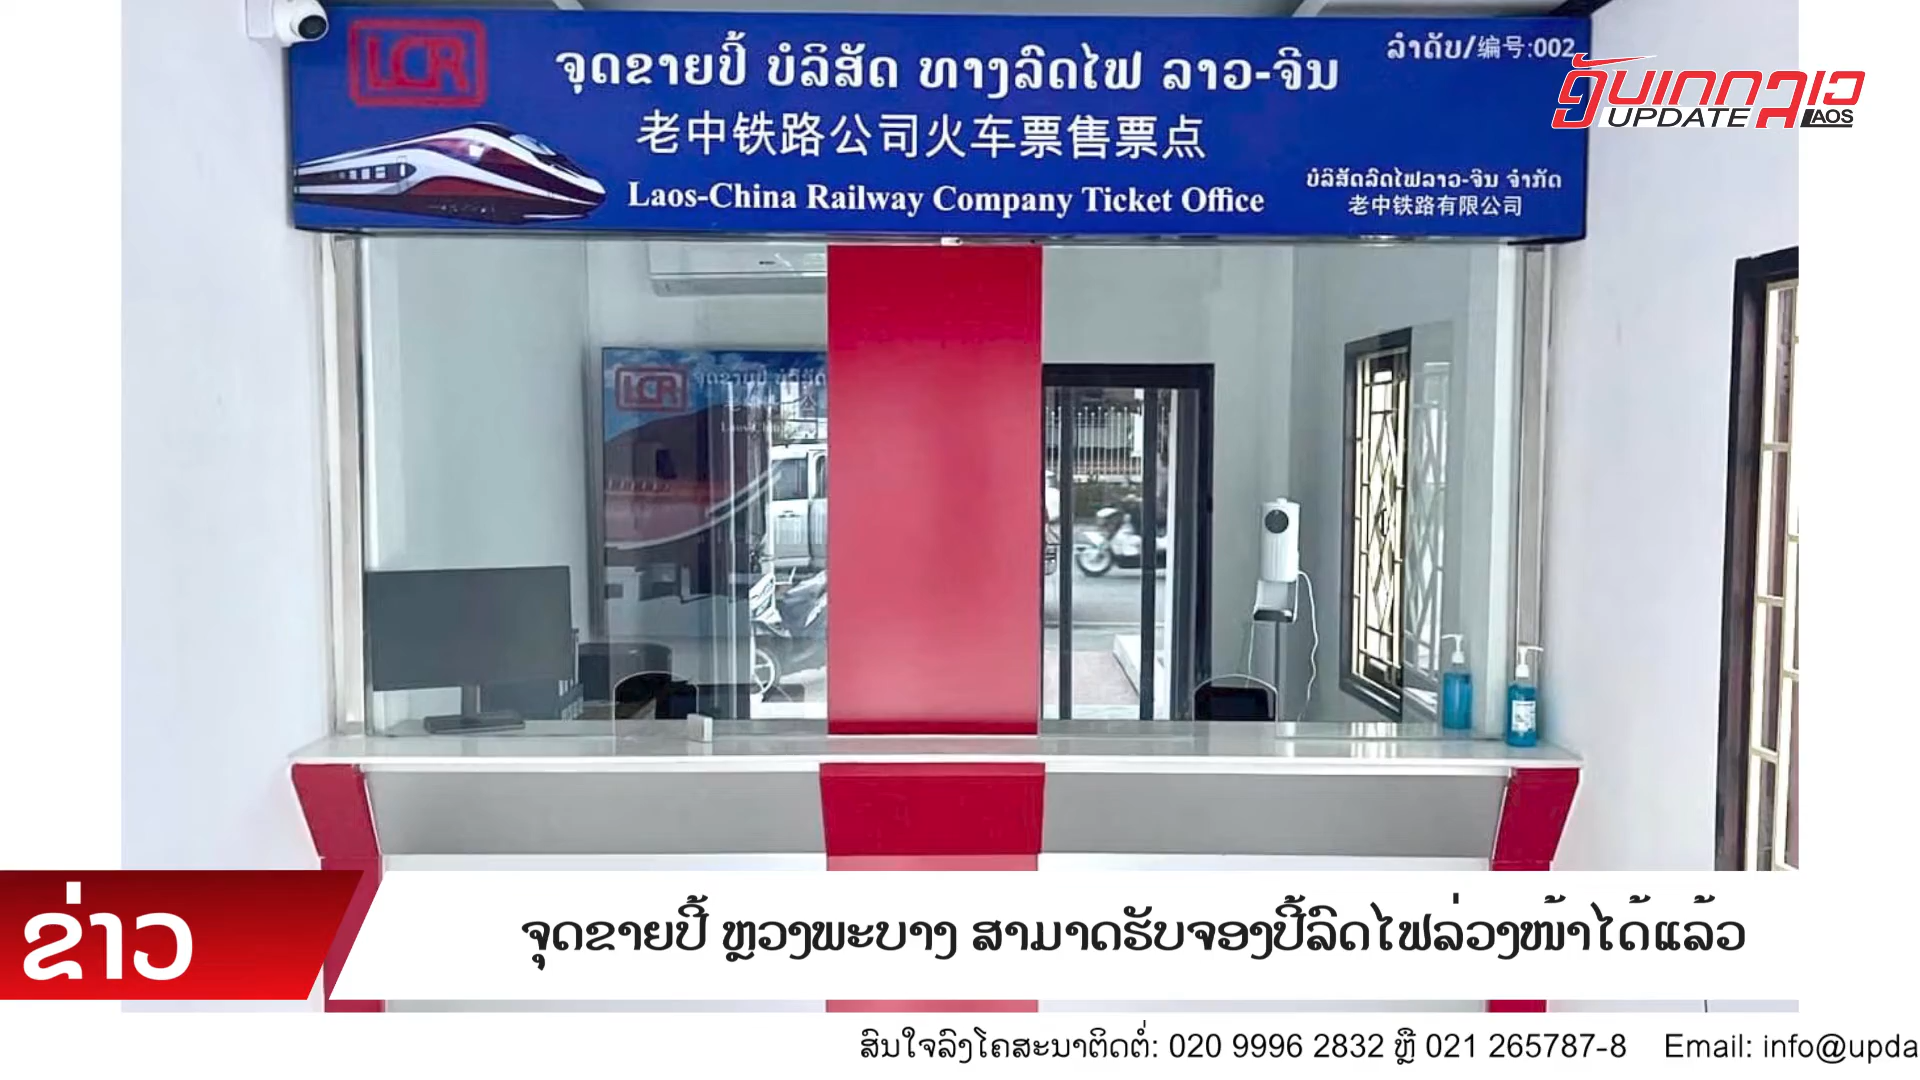 LCR
ຈຸດຂາຍປີ້ ບໍລິສັດ ທາງລົດໄຟ ລາວ-ຈີນ
ລຳດັບ/编号:002
老中铁路公司火车票售票点
Laos-China Railway Company Ticket Office
ບໍລິສັດລົດໄຟລາວ-ຈີນ ຈຳກັດ
老中铁路有限公司
ອັບເດດລາວ
UPDATE LAOS
LCR
ຂ່າວ
ຈຸດຂາຍປີ້ ຫຼວງພະບາງ ສາມາດຮັບຈອງປີ້ລົດໄຟລ່ວງໜ້າໄດ້ແລ້ວ
ສົນໃຈລົງໂຄສະນາຕິດຕໍ່: 020 9996 2832 ຫຼື 021 265787-8 Email: info@upda